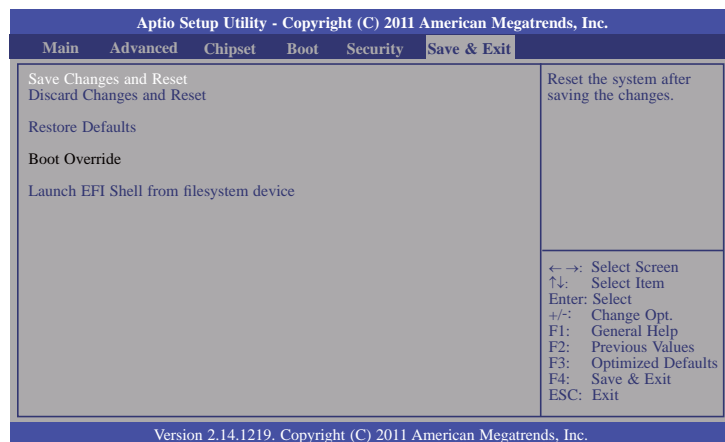 Aptio Setup Utility - Copyright (C) 2011 American Megatrends, Inc.
Main Advanced Chipset Boot Security Save & Exit
Save Changes and Reset
Discard Changes and Reset
Restore Defaults
Boot Override
Launch EFI Shell from filesystem device
Reset the system after
saving the changes.
← →: Select Screen
↑↓: Select Item
Enter: Select
+/-: Change Opt.
F1: General Help
F2: Previous Values
F3: Optimized Defaults
F4: Save & Exit
ESC: Exit
Version 2.14.1219. Copyright (C) 2011 American Megatrends, Inc.